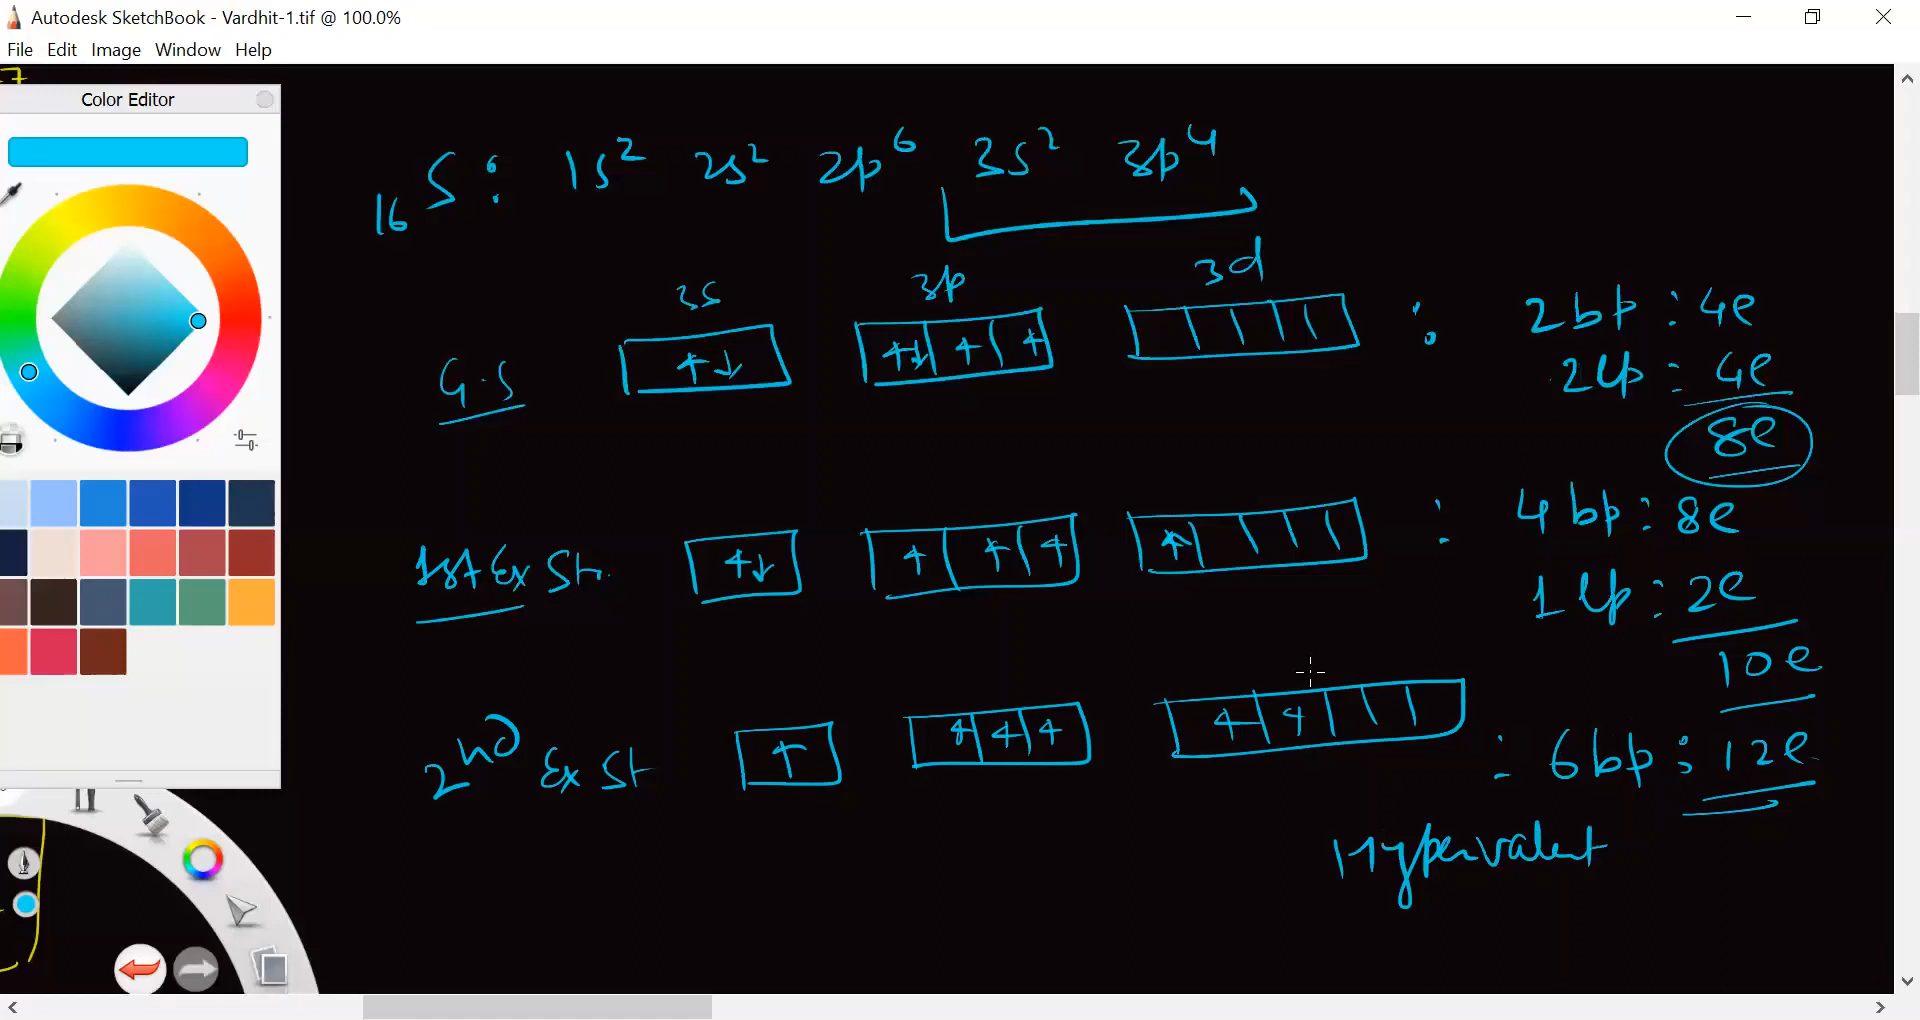 Autodesk SketchBook - Vardhit-1.tif @ 100.0%
File Edit Image Window Help
7
Color Editor
16 S : 1s² 2s² 2p⁶ 3s² 3p⁴
3s 3p 3d
G.S ↑↓ ↑↓ ↑ ↑ : 2bp : 4e
2lp : 4e
8e
1st Ex St. ↑↓ ↑ ↑ ↑ ↑ : 4bp : 8e
1lp : 2e
10e
2nd Ex St ↑ ↑ ↑ ↑ ↑ ↑ : 6bp : 12e
Hypervalent